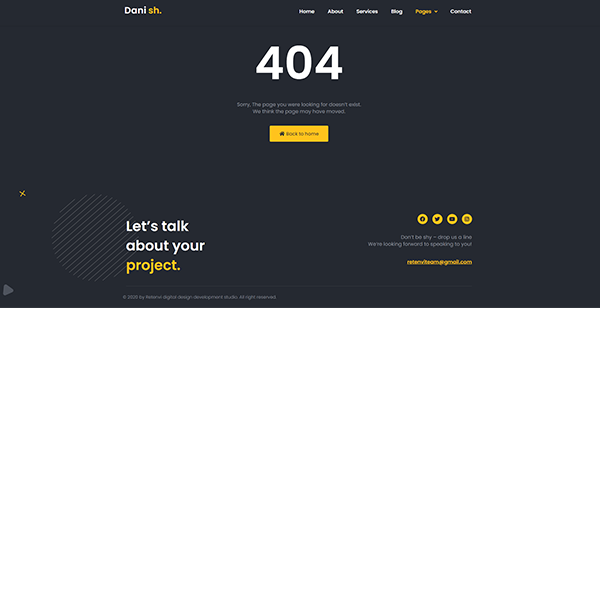 Dani sh.
Home About Services Blog Pages Contact
404
Sorry, The page you were looking for doesn't exist.
We think the page may have moved.
Back to home
Let's talk
about your
project.
Don't be shy – drop us a line
We're looking forward to speaking to you!
retenviteam@gmail.com
© 2020 by Retenvi digital design development studio. All right reserved.